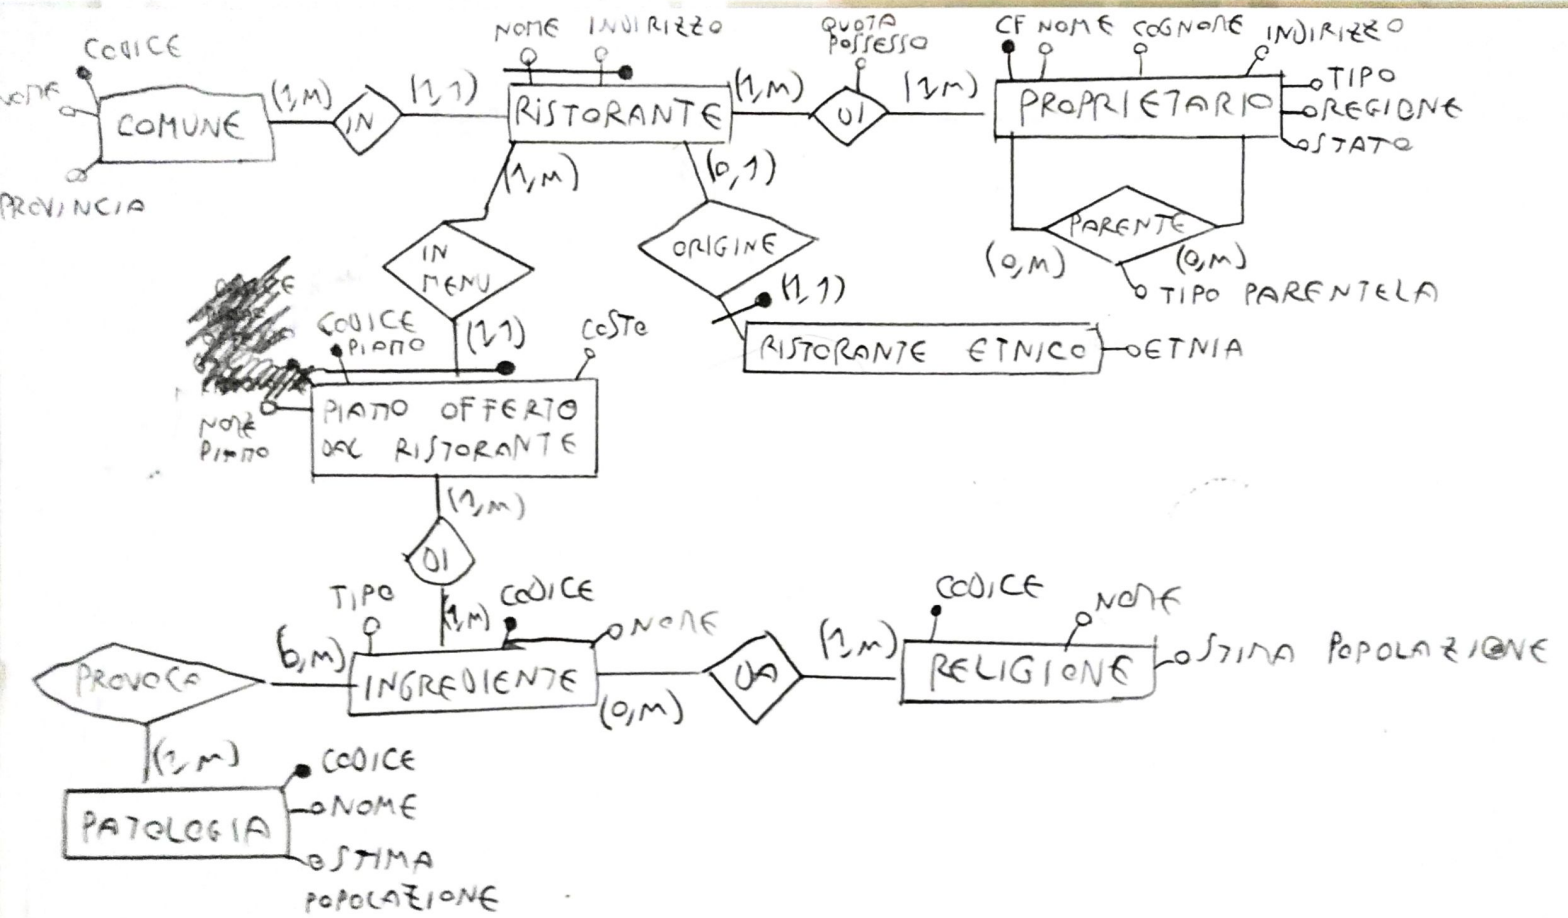 CODICE
NOME
PROVINCIA
COMUNE
(1,M)
IN
(1,1)
NOME INDIRIZZO
RISTORANTE
(1,M)
QUOTA
POSSESSO
DI
(1,M)
CF NOME COGNOME INDIRIZZO
PROPRIETARIO
TIPO
REGIONE
STATO
PARENTE
(0,M) (0,M)
TIPO PARENTELA
(1,M)
IN
MENU
(1,1)
(0,1)
ORIGINE
(1,1)
RISTORANTE ETNICO
ETNIA
CODICE
PIATTO
COSTO
NOME
PIATTO
PIATTO OFFERTO
DAL RISTORANTE
(1,M)
DI
(1,M)
TIPO
CODICE
NOME
INGREDIENTE
(0,M)
PROVOCA
(1,M)
(0,M)
DA
(1,M)
CODICE
NOME
RELIGIONE
STIMA POPOLAZIONE
PATOLOGIA
CODICE
NOME
STIMA
POPOLAZIONE